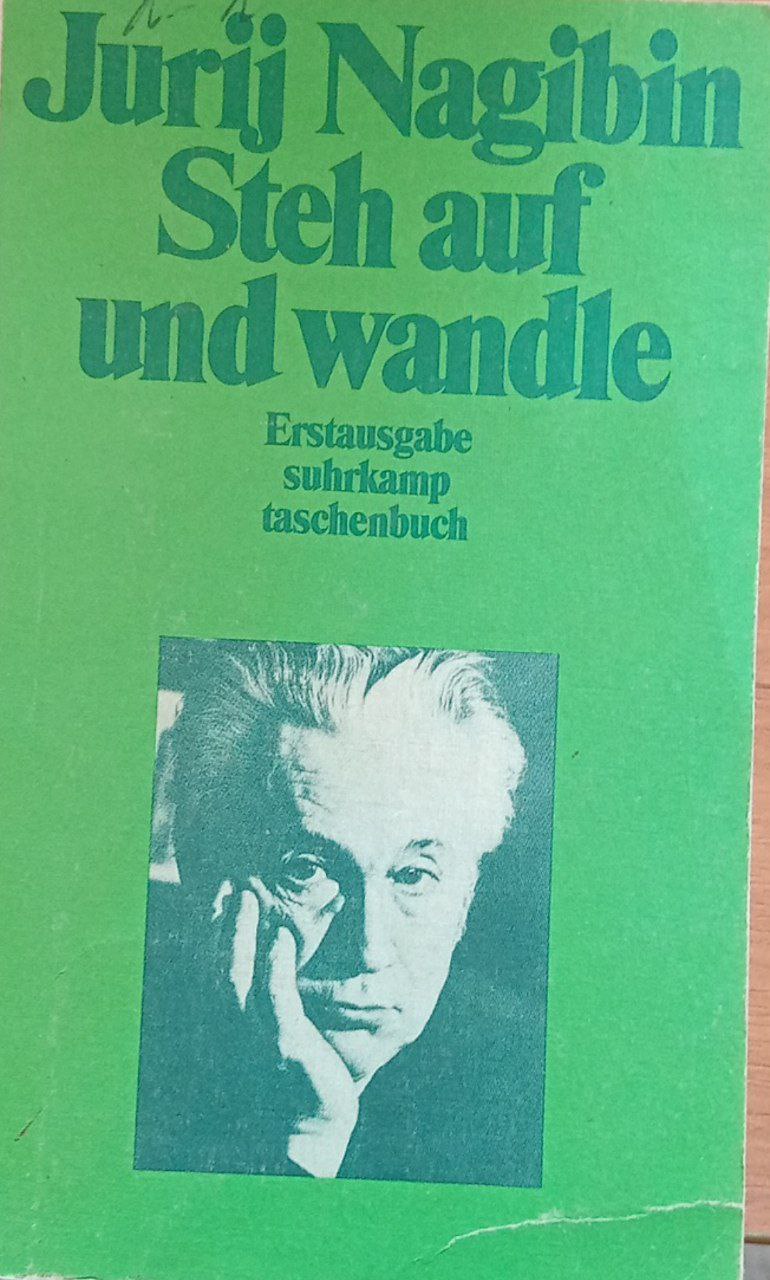 Jurij Nagibin
Steh auf
und wandle
Erstausgabe
suhrkamp
taschenbuch